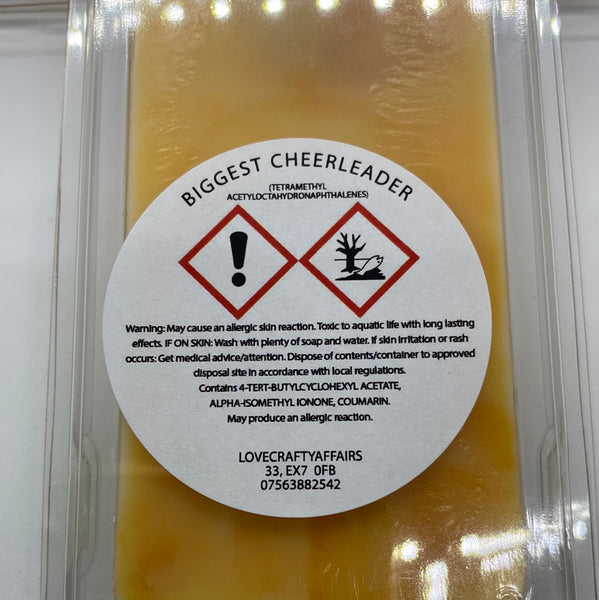 BIGGEST CHEERLEADER
(TETRAMETHYL
ACETYLOCTAHYDRONAPHTHALENES)
Warning: May cause an allergic skin reaction. Toxic to aquatic life with long lasting
effects. IF ON SKIN: Wash with plenty of soap and water. If skin irritation or rash
occurs: Get medical advice/attention. Dispose of contents/container to approved
disposal site in accordance with local regulations.
Contains 4-TERT-BUTYLCYCLOHEXYL ACETATE,
ALPHA-ISOMETHYL IONONE, COUMARIN.
May produce an allergic reaction.
LOVECRAFTYAFFAIRS
33, EX7 0FB
07563882542